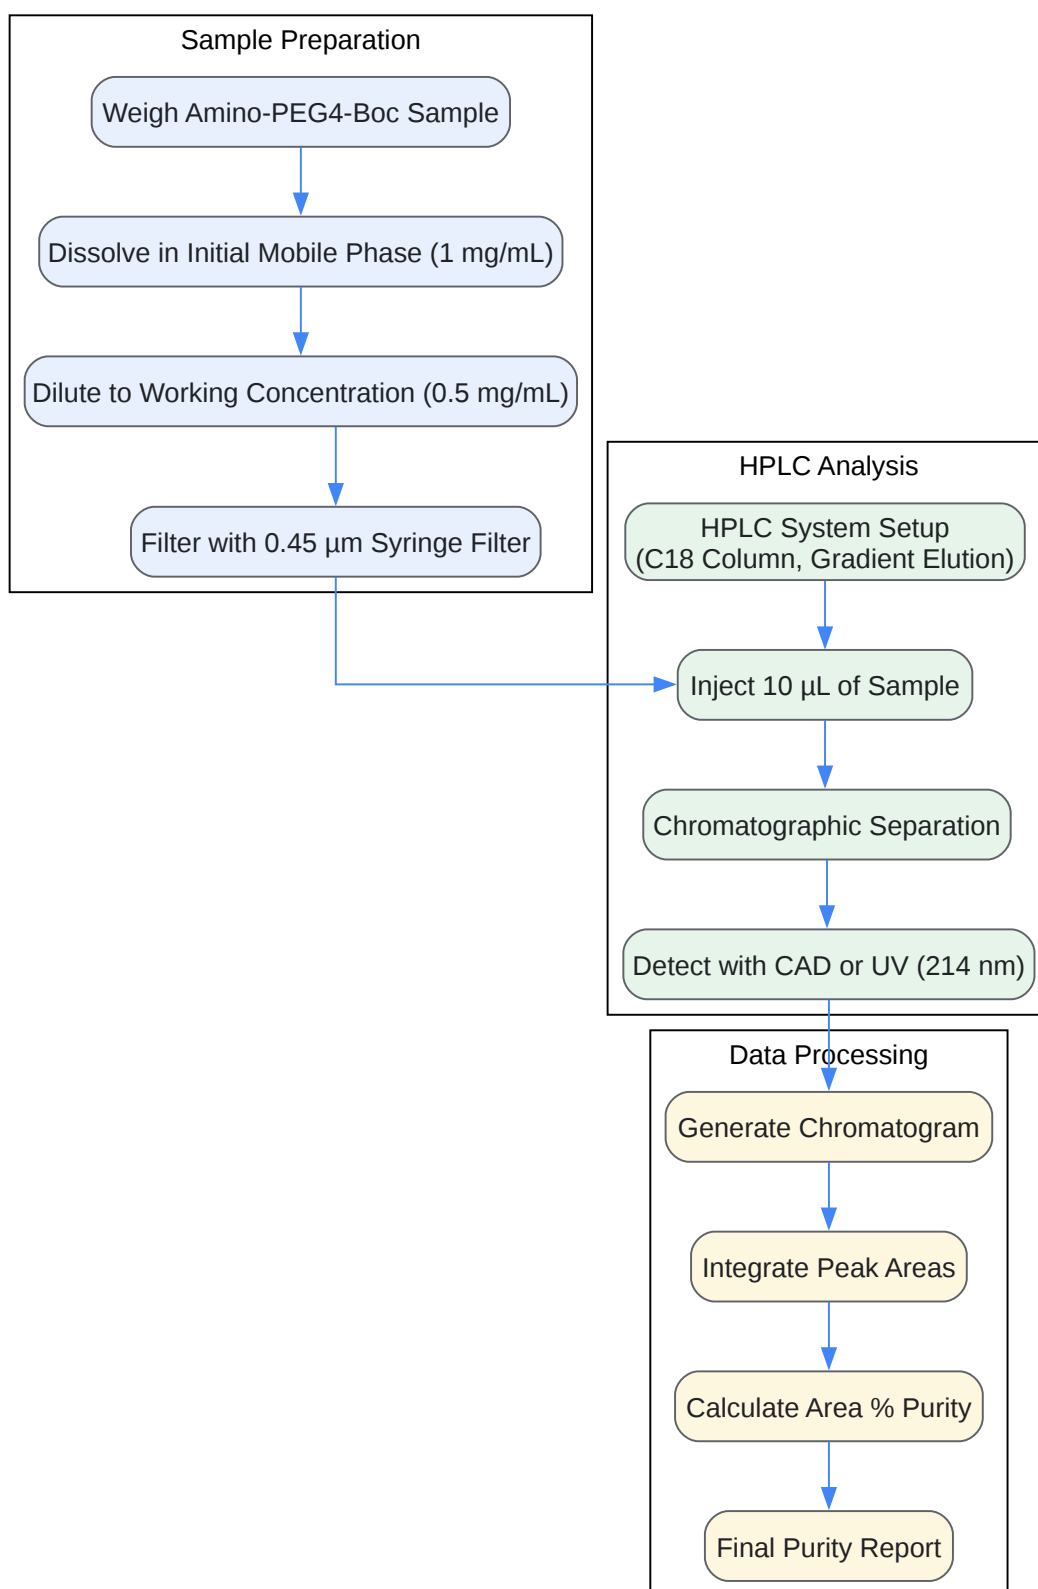 Sample Preparation
Weigh Amino-PEG4-Boc Sample
Dissolve in Initial Mobile Phase (1 mg/mL)
Dilute to Working Concentration (0.5 mg/mL)
Filter with 0.45 µm Syringe Filter
HPLC Analysis
HPLC System Setup
(C18 Column, Gradient Elution)
Inject 10 µL of Sample
Chromatographic Separation
Detect with CAD or UV (214 nm)
Data Processing
Generate Chromatogram
Integrate Peak Areas
Calculate Area % Purity
Final Purity Report